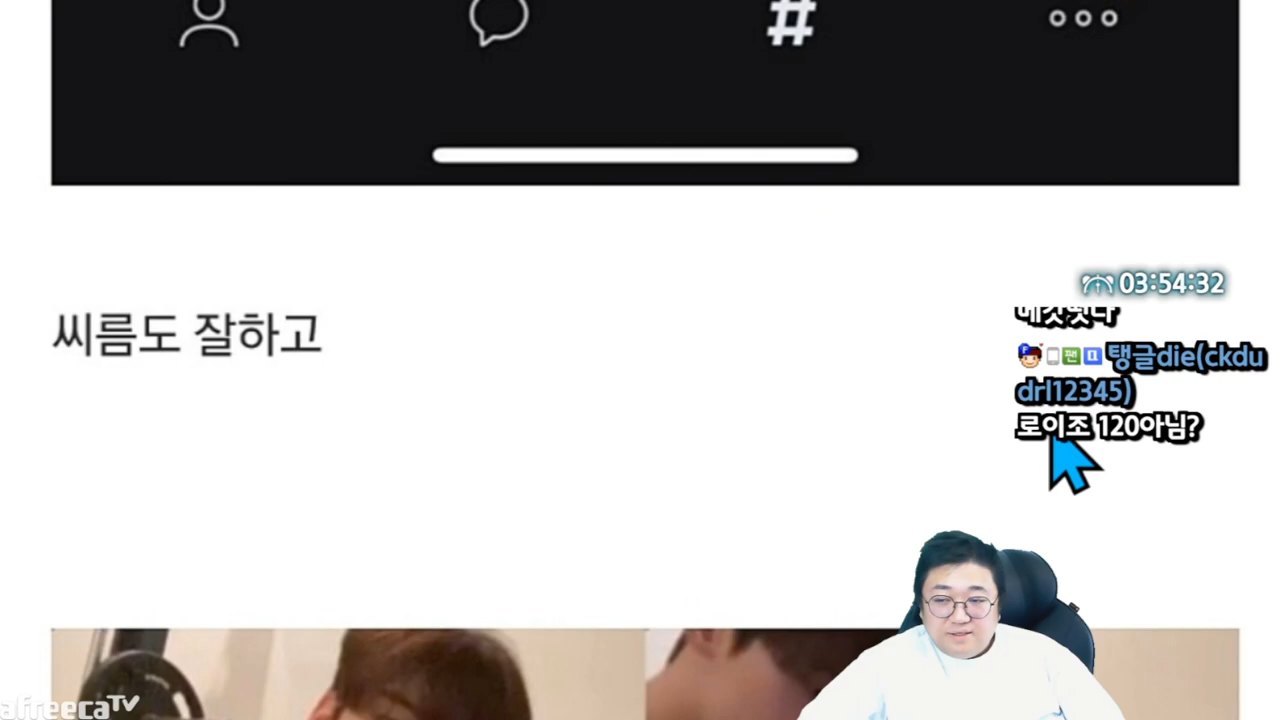 #
씨름도 잘하고
03:54:32
팬
탱글die(ckdu
drl12345)
로이조 120아님?
afreecaTV